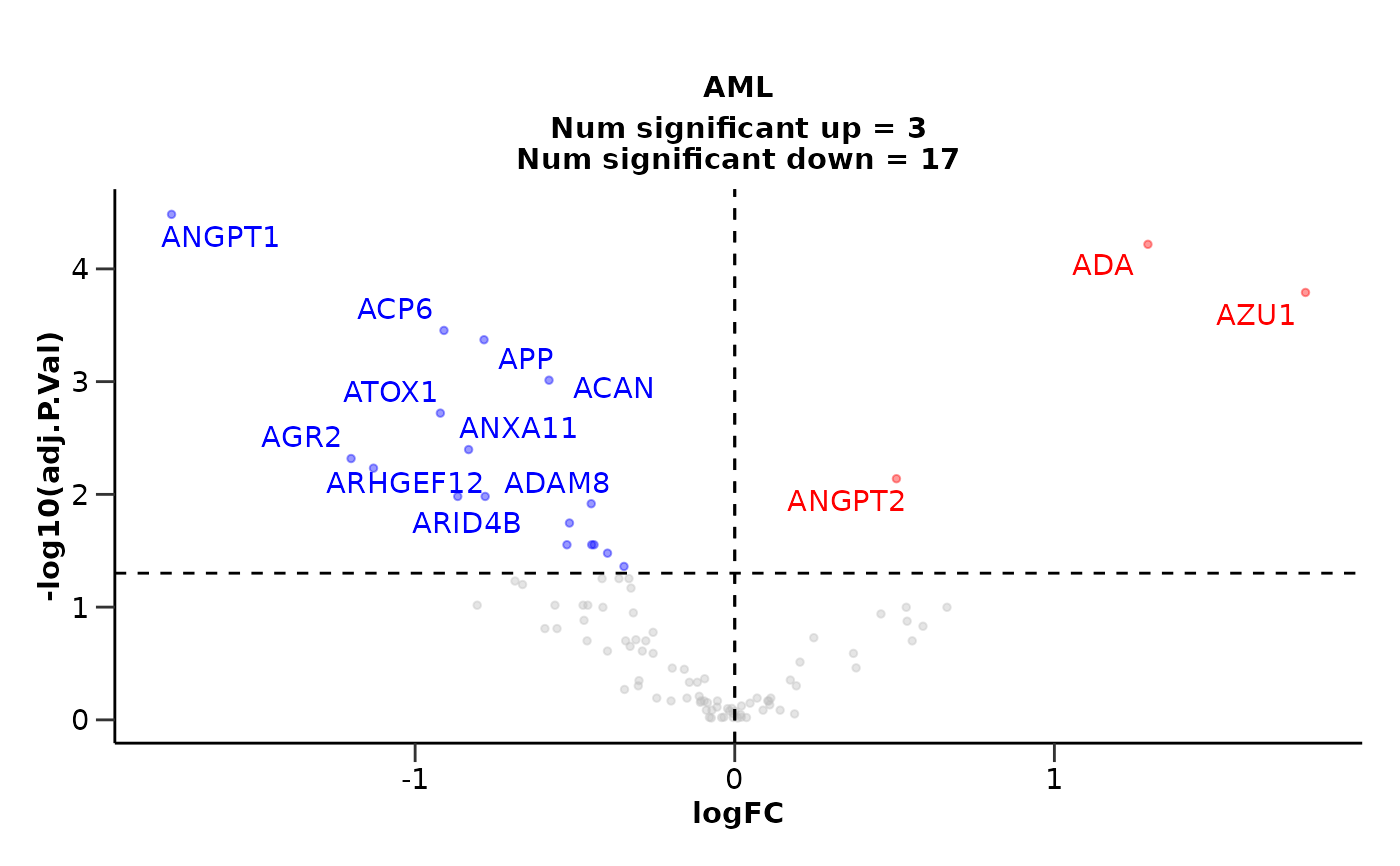 AML
Num significant up = 3
Num significant down = 17
ANGPT1
ADA
AZU1
ACP6
APP
ACAN
ATOX1
ANXA11
AGR2
ARHGEF12
ADAM8
ANGPT2
ARID4B
4
3
2
1
0
-log10(adj.P.Val)
-1
0
1
logFC